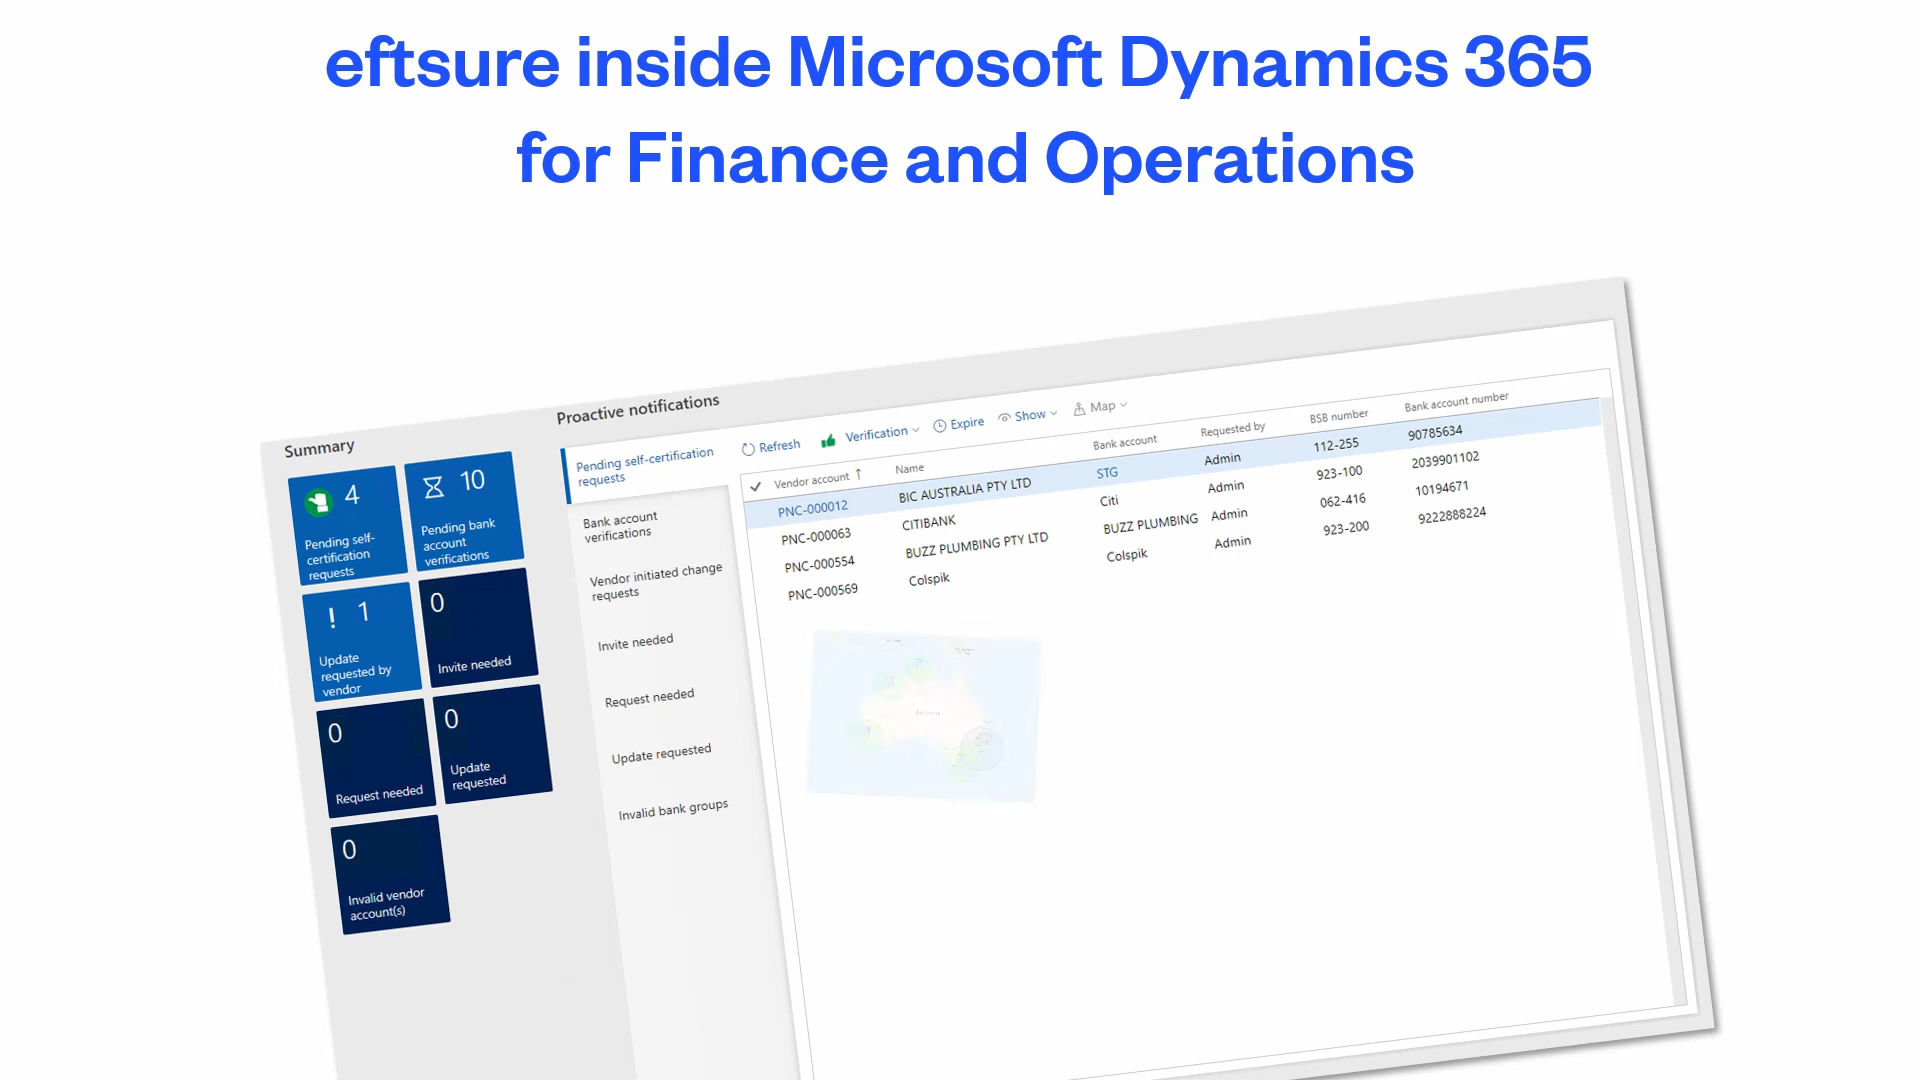 eftsure inside Microsoft Dynamics 365
for Finance and Operations
Summary
4
Pending self-
certification
requests
10
Pending bank
account
verifications
! 1
Update
requested by
vendor
0
Invite needed
0
Request needed
0
Update
requested
0
Invalid vendor
account(s)
Proactive notifications
Pending self-certification
requests
Bank account
verifications
Vendor initiated change
requests
Invite needed
Request needed
Update requested
Invalid bank groups
Refresh Verification Expire Show Map
Vendor account ↑ Name Bank account Requested by BSB number Bank account number
PNC-000012 BIC AUSTRALIA PTY LTD STG Admin 112-255 90785634
PNC-000063 CITIBANK Citi Admin 923-100 2039901102
PNC-000554 BUZZ PLUMBING PTY LTD BUZZ PLUMBING Admin 062-416 10194671
PNC-000569 Colspik Colspik Admin 923-200 9222888224